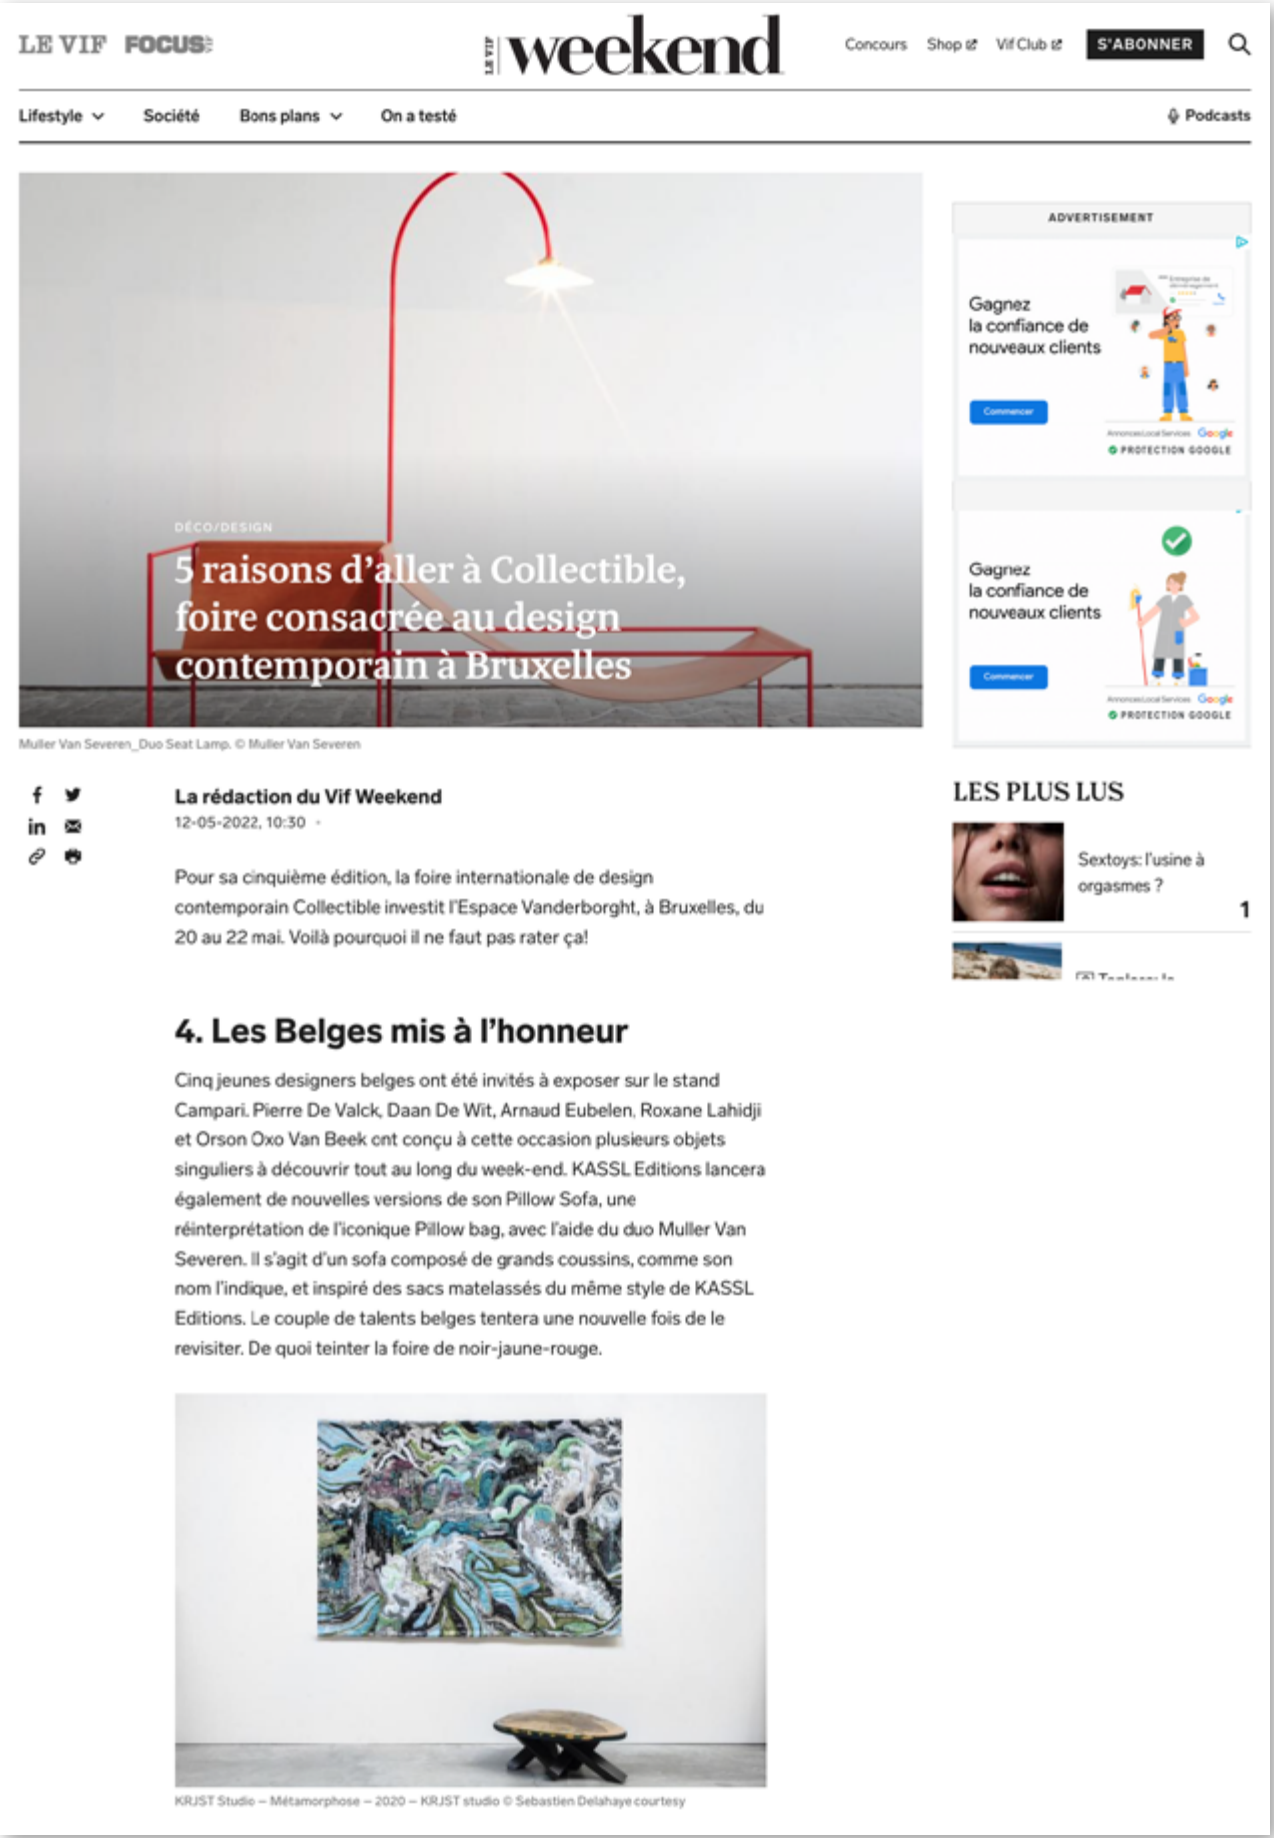 LE VIF FOCUS VIF
LE VIF weekend
Concours Shop Vif Club S'ABONNER
Lifestyle Société Bons plans On a testé Podcasts
DÉCO/DESIGN
5 raisons d'aller à Collectible,
foire consacrée au design
contemporain à Bruxelles
Muller Van Severen_Duo Seat Lamp. © Muller Van Severen
ADVERTISEMENT
Gagnez
la confiance de
nouveaux clients
Commencer
Annonces Local Services Google
PROTECTION GOOGLE
Gagnez
la confiance de
nouveaux clients
Commencer
Annonces Local Services Google
PROTECTION GOOGLE
La rédaction du Vif Weekend
12-05-2022, 10:30
Pour sa cinquième édition, la foire internationale de design
contemporain Collectible investit l'Espace Vanderborght, à Bruxelles, du
20 au 22 mai. Voilà pourquoi il ne faut pas rater ça!
LES PLUS LUS
Sextoys: l'usine à
orgasmes ?
1
4. Les Belges mis à l'honneur
Cinq jeunes designers belges ont été invités à exposer sur le stand
Campari. Pierre De Valck, Daan De Wit, Arnaud Eubelen, Roxane Lahidji
et Orson Oxo Van Beek ont conçu à cette occasion plusieurs objets
singuliers à découvrir tout au long du week-end. KASSL Editions lancera
également de nouvelles versions de son Pillow Sofa, une
réinterprétation de l'iconique Pillow bag, avec l'aide du duo Muller Van
Severen. Il s'agit d'un sofa composé de grands coussins, comme son
nom l'indique, et inspiré des sacs matelassés du même style de KASSL
Editions. Le couple de talents belges tentera une nouvelle fois de le
revisiter. De quoi teinter la foire de noir-jaune-rouge.
KRJST Studio – Métamorphose – 2020 – KRJST studio © Sebastien Delahaye courtesy